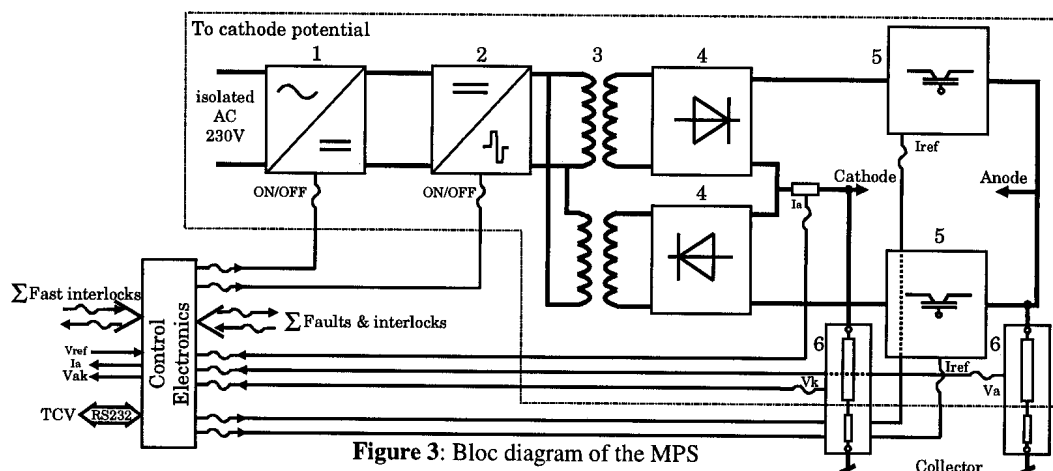 To cathode potential
1
2
3
4
5
isolated
AC
230V
ON/OFF
ON/OFF
Iref
Cathode
Anode
Ia
4
5
Σ Fast interlocks
Σ Faults & interlocks
Control
Electronics
Vref
Ia
Vak
TCV
RS232
6
Vk
Iref
6
Va
Figure 3: Bloc diagram of the MPS
Collector